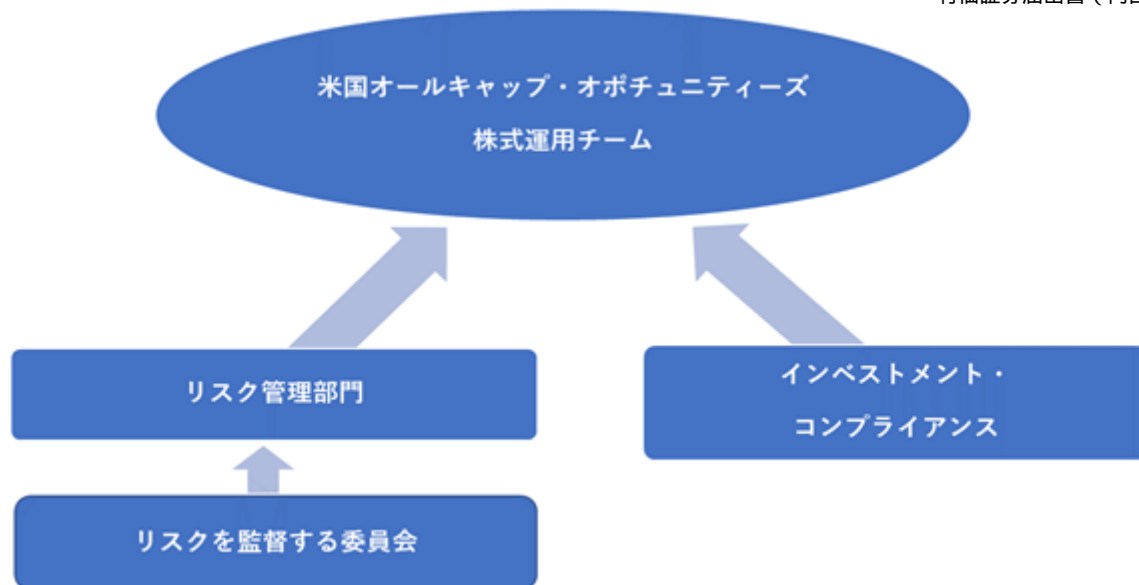 米国オールキャップ・オポチュニティーズ
株式運用チーム
リスク管理部門
インベストメント・
コンプライアンス
リスクを監督する委員会